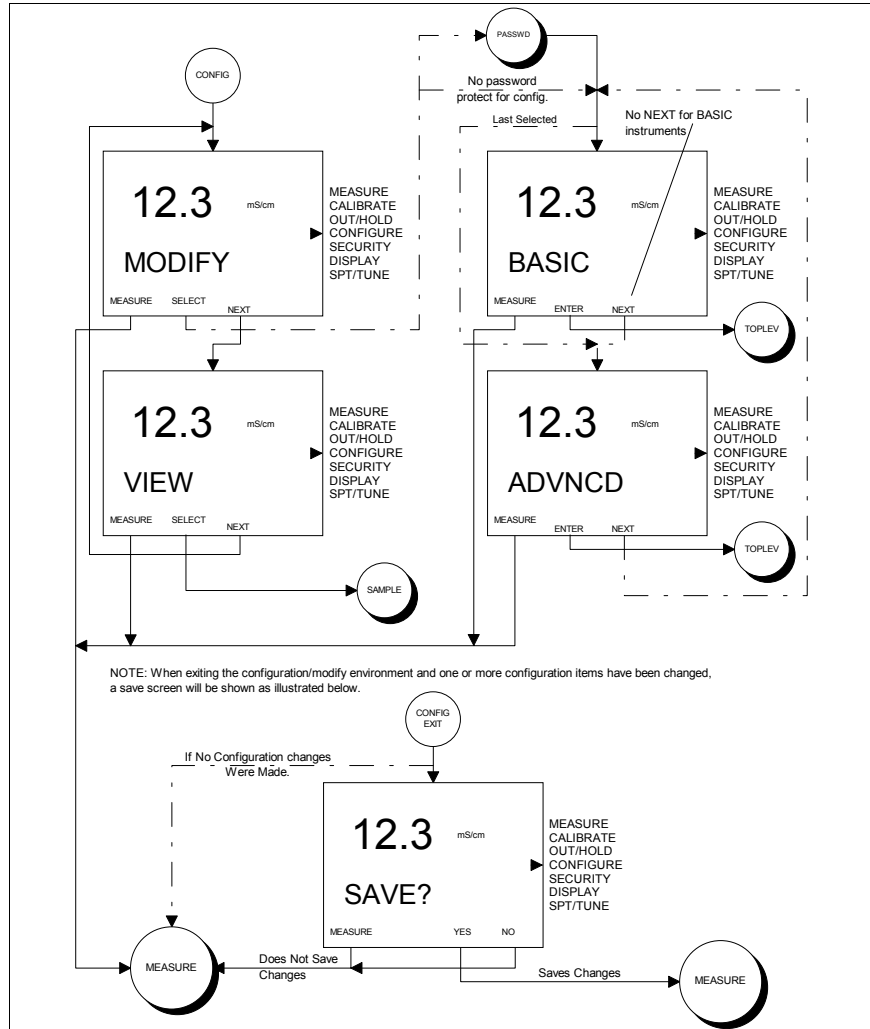 PASSWD
CONFIG
No password
protect for config.
Last Selected
No NEXT for BASIC
instruments
12.3 mS/cm
MODIFY
MEASURE SELECT NEXT
MEASURE
CALIBRATE
OUT/HOLD
CONFIGURE
SECURITY
DISPLAY
SPT/TUNE
12.3 mS/cm
BASIC
MEASURE ENTER NEXT
MEASURE
CALIBRATE
OUT/HOLD
CONFIGURE
SECURITY
DISPLAY
SPT/TUNE
TOPLEV
12.3 mS/cm
VIEW
MEASURE SELECT NEXT
MEASURE
CALIBRATE
OUT/HOLD
CONFIGURE
SECURITY
DISPLAY
SPT/TUNE
SAMPLE
12.3 mS/cm
ADVNCD
MEASURE ENTER NEXT
MEASURE
CALIBRATE
OUT/HOLD
CONFIGURE
SECURITY
DISPLAY
SPT/TUNE
TOPLEV
NOTE: When exiting the configuration/modify environment and one or more configuration items have been changed,
a save screen will be shown as illustrated below.
CONFIG
EXIT
If No Configuration changes
Were Made.
12.3 mS/cm
SAVE?
MEASURE YES NO
MEASURE
CALIBRATE
OUT/HOLD
CONFIGURE
SECURITY
DISPLAY
SPT/TUNE
MEASURE
Does Not Save
Changes
Saves Changes
MEASURE